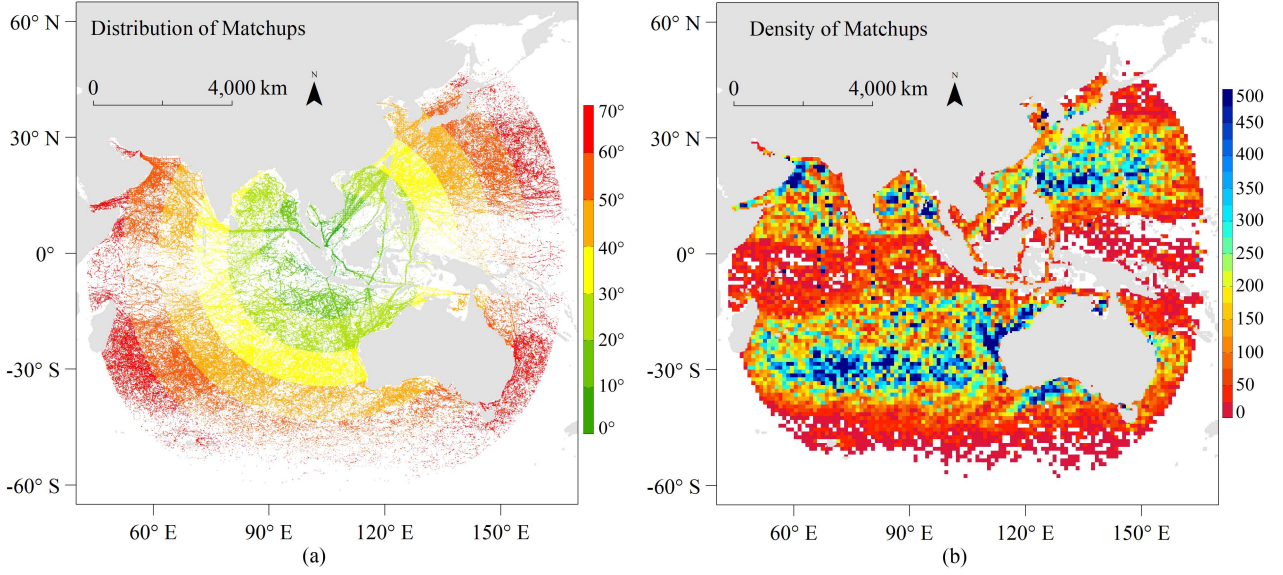 Distribution of Matchups
N
0 4,000 km
60° N
30° N
0°
-30° S
-60° S
60° E 90° E 120° E 150° E
70°
60°
50°
40°
30°
20°
10°
0°
(a)
Density of Matchups
N
0 4,000 km
60° N
30° N
0°
-30° S
-60° S
60° E 90° E 120° E 150° E
500
450
400
350
300
250
200
150
100
50
0
(b)